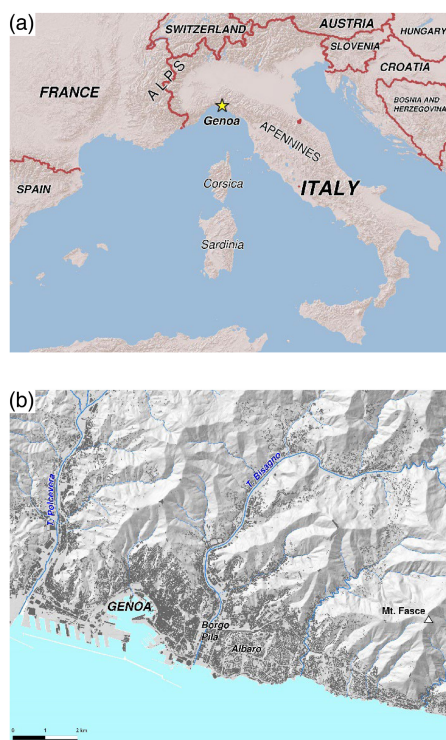 (a)
AUSTRIA
HUNGARY
SWITZERLAND
SLOVENIA
CROATIA
ALPS
FRANCE
BOSNIA AND
HERZEGOVINA
Genoa
APENNINES
SPAIN
Corsica
ITALY
Sardinia
(b)
T. Bisagno
T. Polcevera
GENOA
Mt. Fasce
Borgo
Pila
Albaro
0 1 2 km